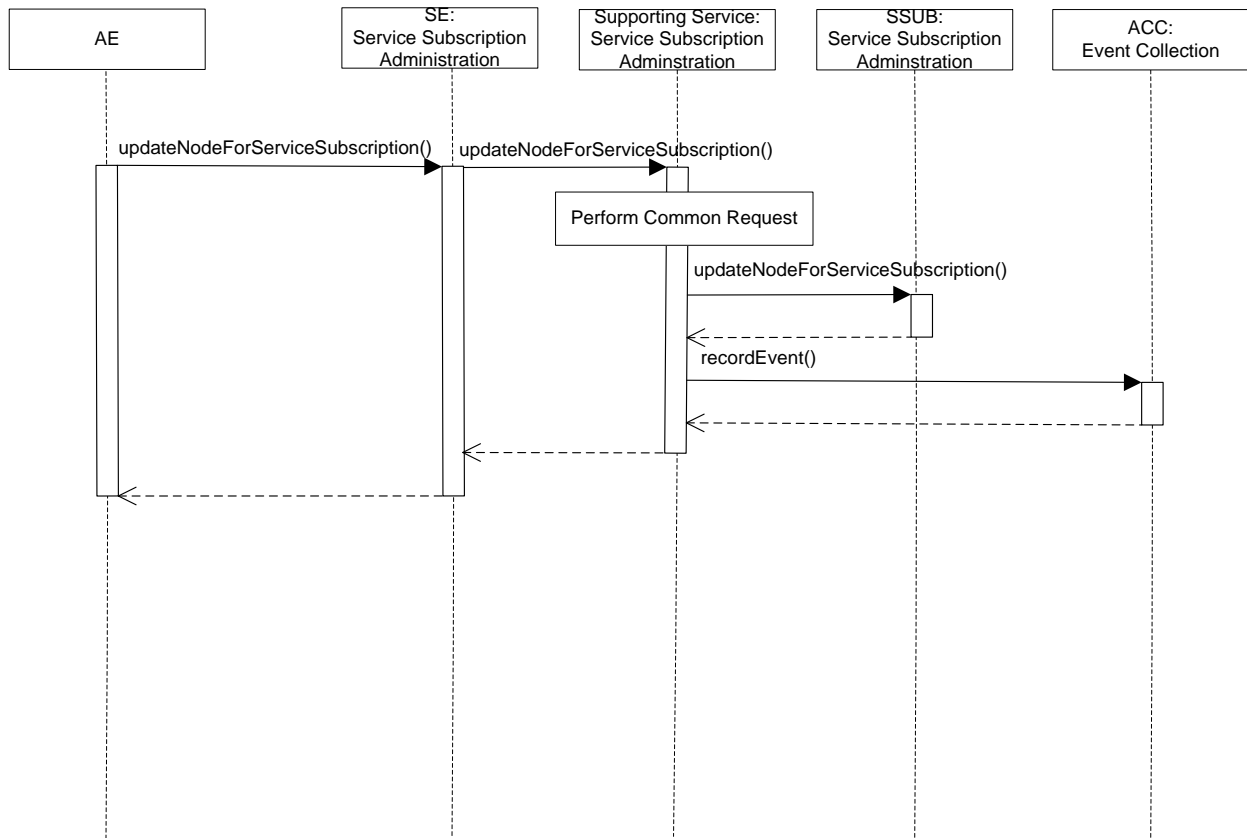 AE
SE:
Service Subscription
Administration
Supporting Service:
Service Subscription
Adminstration
SSUB:
Service Subscription
Adminstration
ACC:
Event Collection
updateNodeForServiceSubscription()
updateNodeForServiceSubscription()
Perform Common Request
updateNodeForServiceSubscription()
recordEvent()